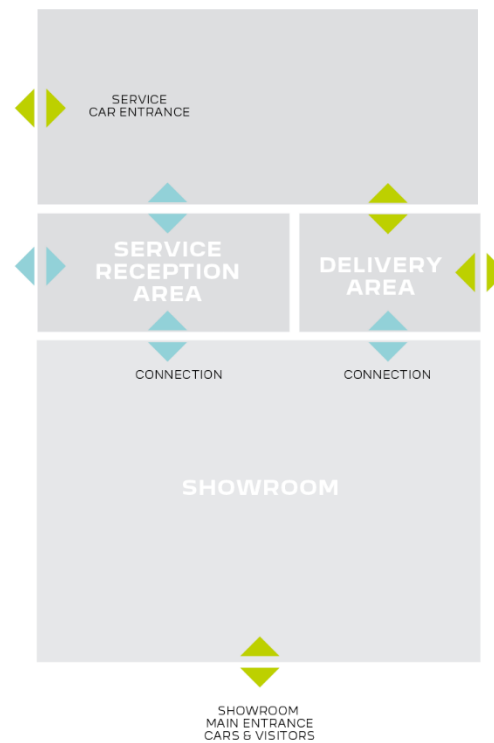 SERVICE
CAR ENTRANCE
SERVICE
RECEPTION
AREA
DELIVERY
AREA
CONNECTION
CONNECTION
SHOWROOM
SHOWROOM
MAIN ENTRANCE
CARS & VISITORS